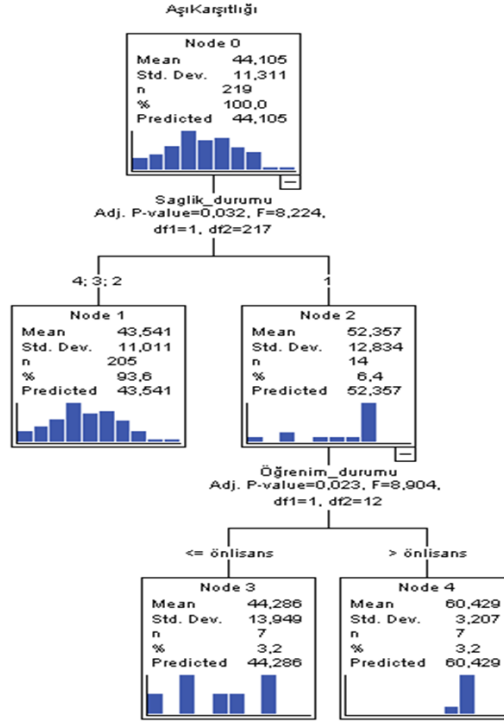 AşıKarşıtlığı
Node 0
Mean 44,105
Std. Dev. 11,311
n 219
% 100,0
Predicted 44,105
Saglik_durumu
Adj. P-value=0,032, F=8,224,
df1=1, df2=217
4; 3; 2
1
Node 1
Mean 43,541
Std. Dev. 11,011
n 205
% 93,6
Predicted 43,541
Node 2
Mean 52,357
Std. Dev. 12,834
n 14
% 6,4
Predicted 52,357
Öğrenim_durumu
Adj. P-value=0,023, F=8,904,
df1=1, df2=12
<= önlisans
> önlisans
Node 3
Mean 44,286
Std. Dev. 13,949
n 7
% 3,2
Predicted 44,286
Node 4
Mean 60,429
Std. Dev. 3,207
n 7
% 3,2
Predicted 60,429